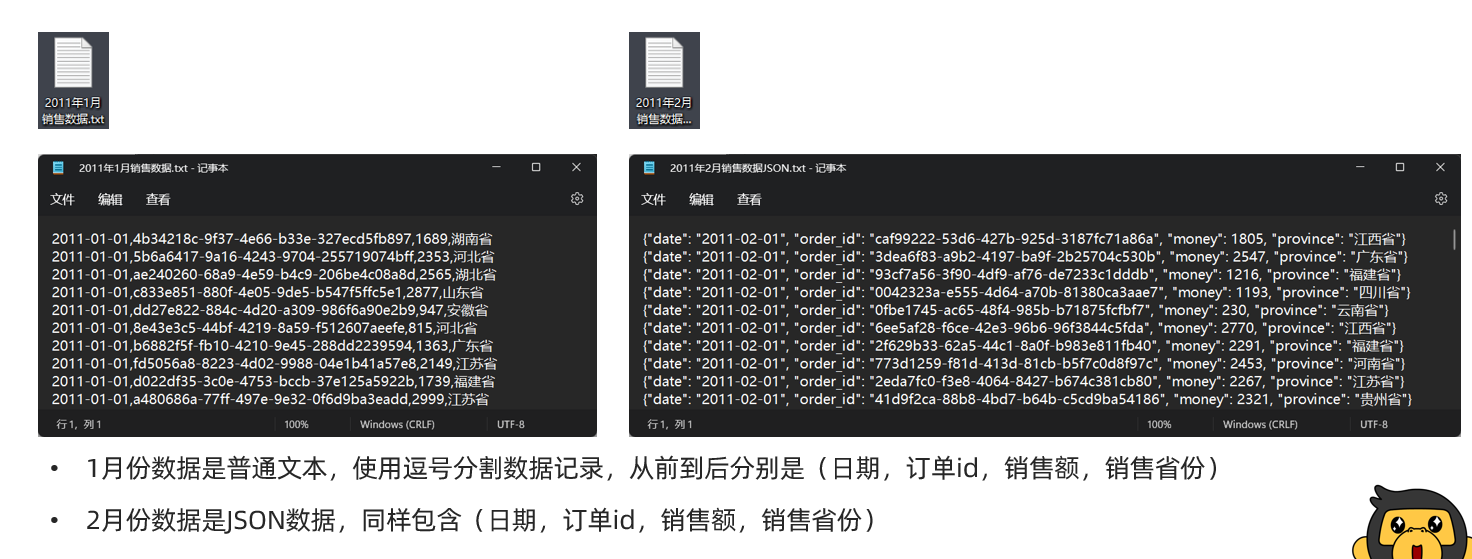 2011年1月
销售数据.txt
2011年2月
销售数据...
2011年1月销售数据.txt - 记事本
文件 编辑 查看
2011-01-01,4b34218c-9f37-4e66-b33e-327ecd5fb897,1689,湖南省
2011-01-01,5b6a6417-9a16-4243-9704-255719074bff,2353,河北省
2011-01-01,ae240260-68a9-4e59-b4c9-206be4c08a8d,2565,湖北省
2011-01-01,c833e851-880f-4e05-9de5-b547f5ffc5e1,2877,山东省
2011-01-01,dd27e822-884c-4d20-a309-986f6a90e2b9,947,安徽省
2011-01-01,8e43e3c5-44bf-4219-8a59-f512607aeefe,815,河北省
2011-01-01,b6882f5f-fb10-4210-9e45-288dd2239594,1363,广东省
2011-01-01,fd5056a8-8223-4d02-9988-04e1b41a57e8,2149,江苏省
2011-01-01,d022df35-3c0e-4753-bccb-37e125a5922b,1739,福建省
2011-01-01,a480686a-77ff-497e-9e32-0f6d9ba3eadd,2999,江苏省
行 1，列 1 100% Windows (CRLF) UTF-8
2011年2月销售数据JSON.txt - 记事本
文件 编辑 查看
{"date": "2011-02-01", "order_id": "caf99222-53d6-427b-925d-3187fc71a86a", "money": 1805, "province": "江西省"}
{"date": "2011-02-01", "order_id": "3dea6f83-a9b2-4197-ba9f-2b25704c530b", "money": 2547, "province": "广东省"}
{"date": "2011-02-01", "order_id": "93cf7a56-3f90-4df9-af76-de7233c1dddb", "money": 1216, "province": "福建省"}
{"date": "2011-02-01", "order_id": "0042323a-e555-4d64-a70b-81380ca3aae7", "money": 1193, "province": "四川省"}
{"date": "2011-02-01", "order_id": "0fbe1745-ac65-48f4-985b-b71875fcfbf7", "money": 230, "province": "云南省"}
{"date": "2011-02-01", "order_id": "6ee5af28-f6ce-42e3-96b6-96f3844c5fda", "money": 2770, "province": "江西省"}
{"date": "2011-02-01", "order_id": "2f629b33-62a5-44c1-8a0f-b983e811fb40", "money": 2291, "province": "福建省"}
{"date": "2011-02-01", "order_id": "773d1259-f81d-413d-81cb-b5f7c0d8f97c", "money": 2453, "province": "河南省"}
{"date": "2011-02-01", "order_id": "2eda7fc0-f3e8-4064-8427-b674c381cb80", "money": 2267, "province": "江苏省"}
{"date": "2011-02-01", "order_id": "41d9f2ca-88b8-4bd7-b64b-c5cd9ba54186", "money": 2321, "province": "贵州省"}
行 1，列 1 100% Windows (CRLF) UTF-8
• 1月份数据是普通文本，使用逗号分割数据记录，从前到后分别是（日期，订单id，销售额，销售省份）
• 2月份数据是JSON数据，同样包含（日期，订单id，销售额，销售省份）